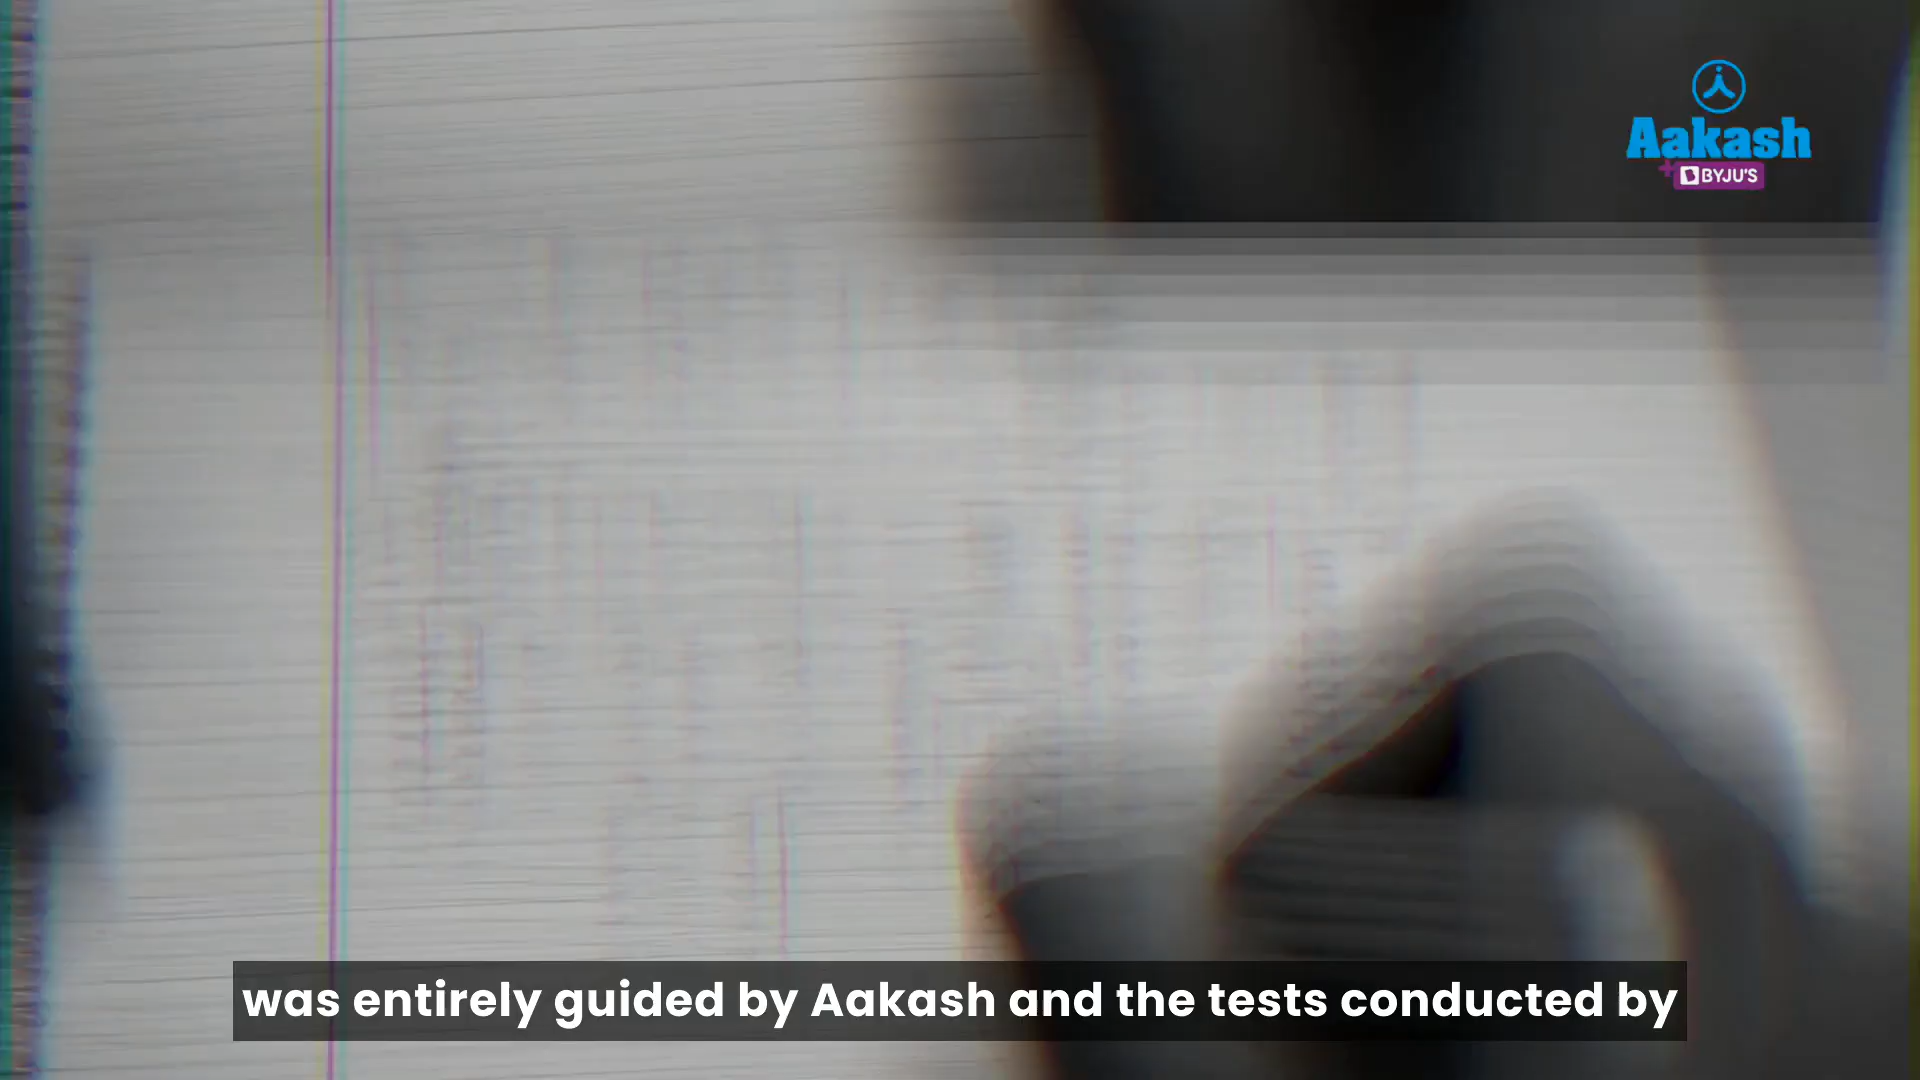 Aakash
+ BYJU'S
was entirely guided by Aakash and the tests conducted by